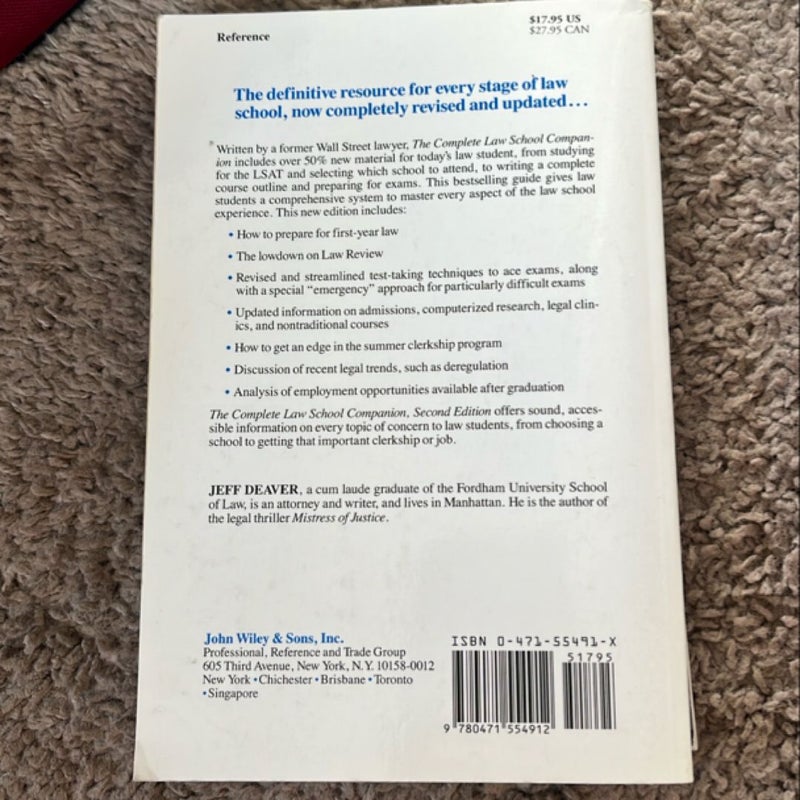 Reference
$17.95 US
$27.95 CAN
The definitive resource for every stage of law
school, now completely revised and updated...
Written by a former Wall Street lawyer, The Complete Law School Compan-
ion includes over 50% new material for today's law student, from studying
for the LSAT and selecting which school to attend, to writing a complete
course outline and preparing for exams. This bestselling guide gives law
students a comprehensive system to master every aspect of the law school
experience. This new edition includes:
• How to prepare for first-year law
• The lowdown on Law Review
• Revised and streamlined test-taking techniques to ace exams, along
with a special "emergency" approach for particularly difficult exams
• Updated information on admissions, computerized research, legal clin-
ics, and nontraditional courses
• How to get an edge in the summer clerkship program
• Discussion of recent legal trends, such as deregulation
• Analysis of employment opportunities available after graduation
The Complete Law School Companion, Second Edition offers sound, acces-
sible information on every topic of concern to law students, from choosing a
school to getting that important clerkship or job.
JEFF DEAVER, a cum laude graduate of the Fordham University School
of Law, is an attorney and writer, and lives in Manhattan. He is the author of
the legal thriller Mistress of Justice.
John Wiley & Sons, Inc.
Professional, Reference and Trade Group
605 Third Avenue, New York, N.Y. 10158-0012
New York • Chichester • Brisbane • Toronto
• Singapore
ISBN 0-471-55491-X
51795
9 780471 554912